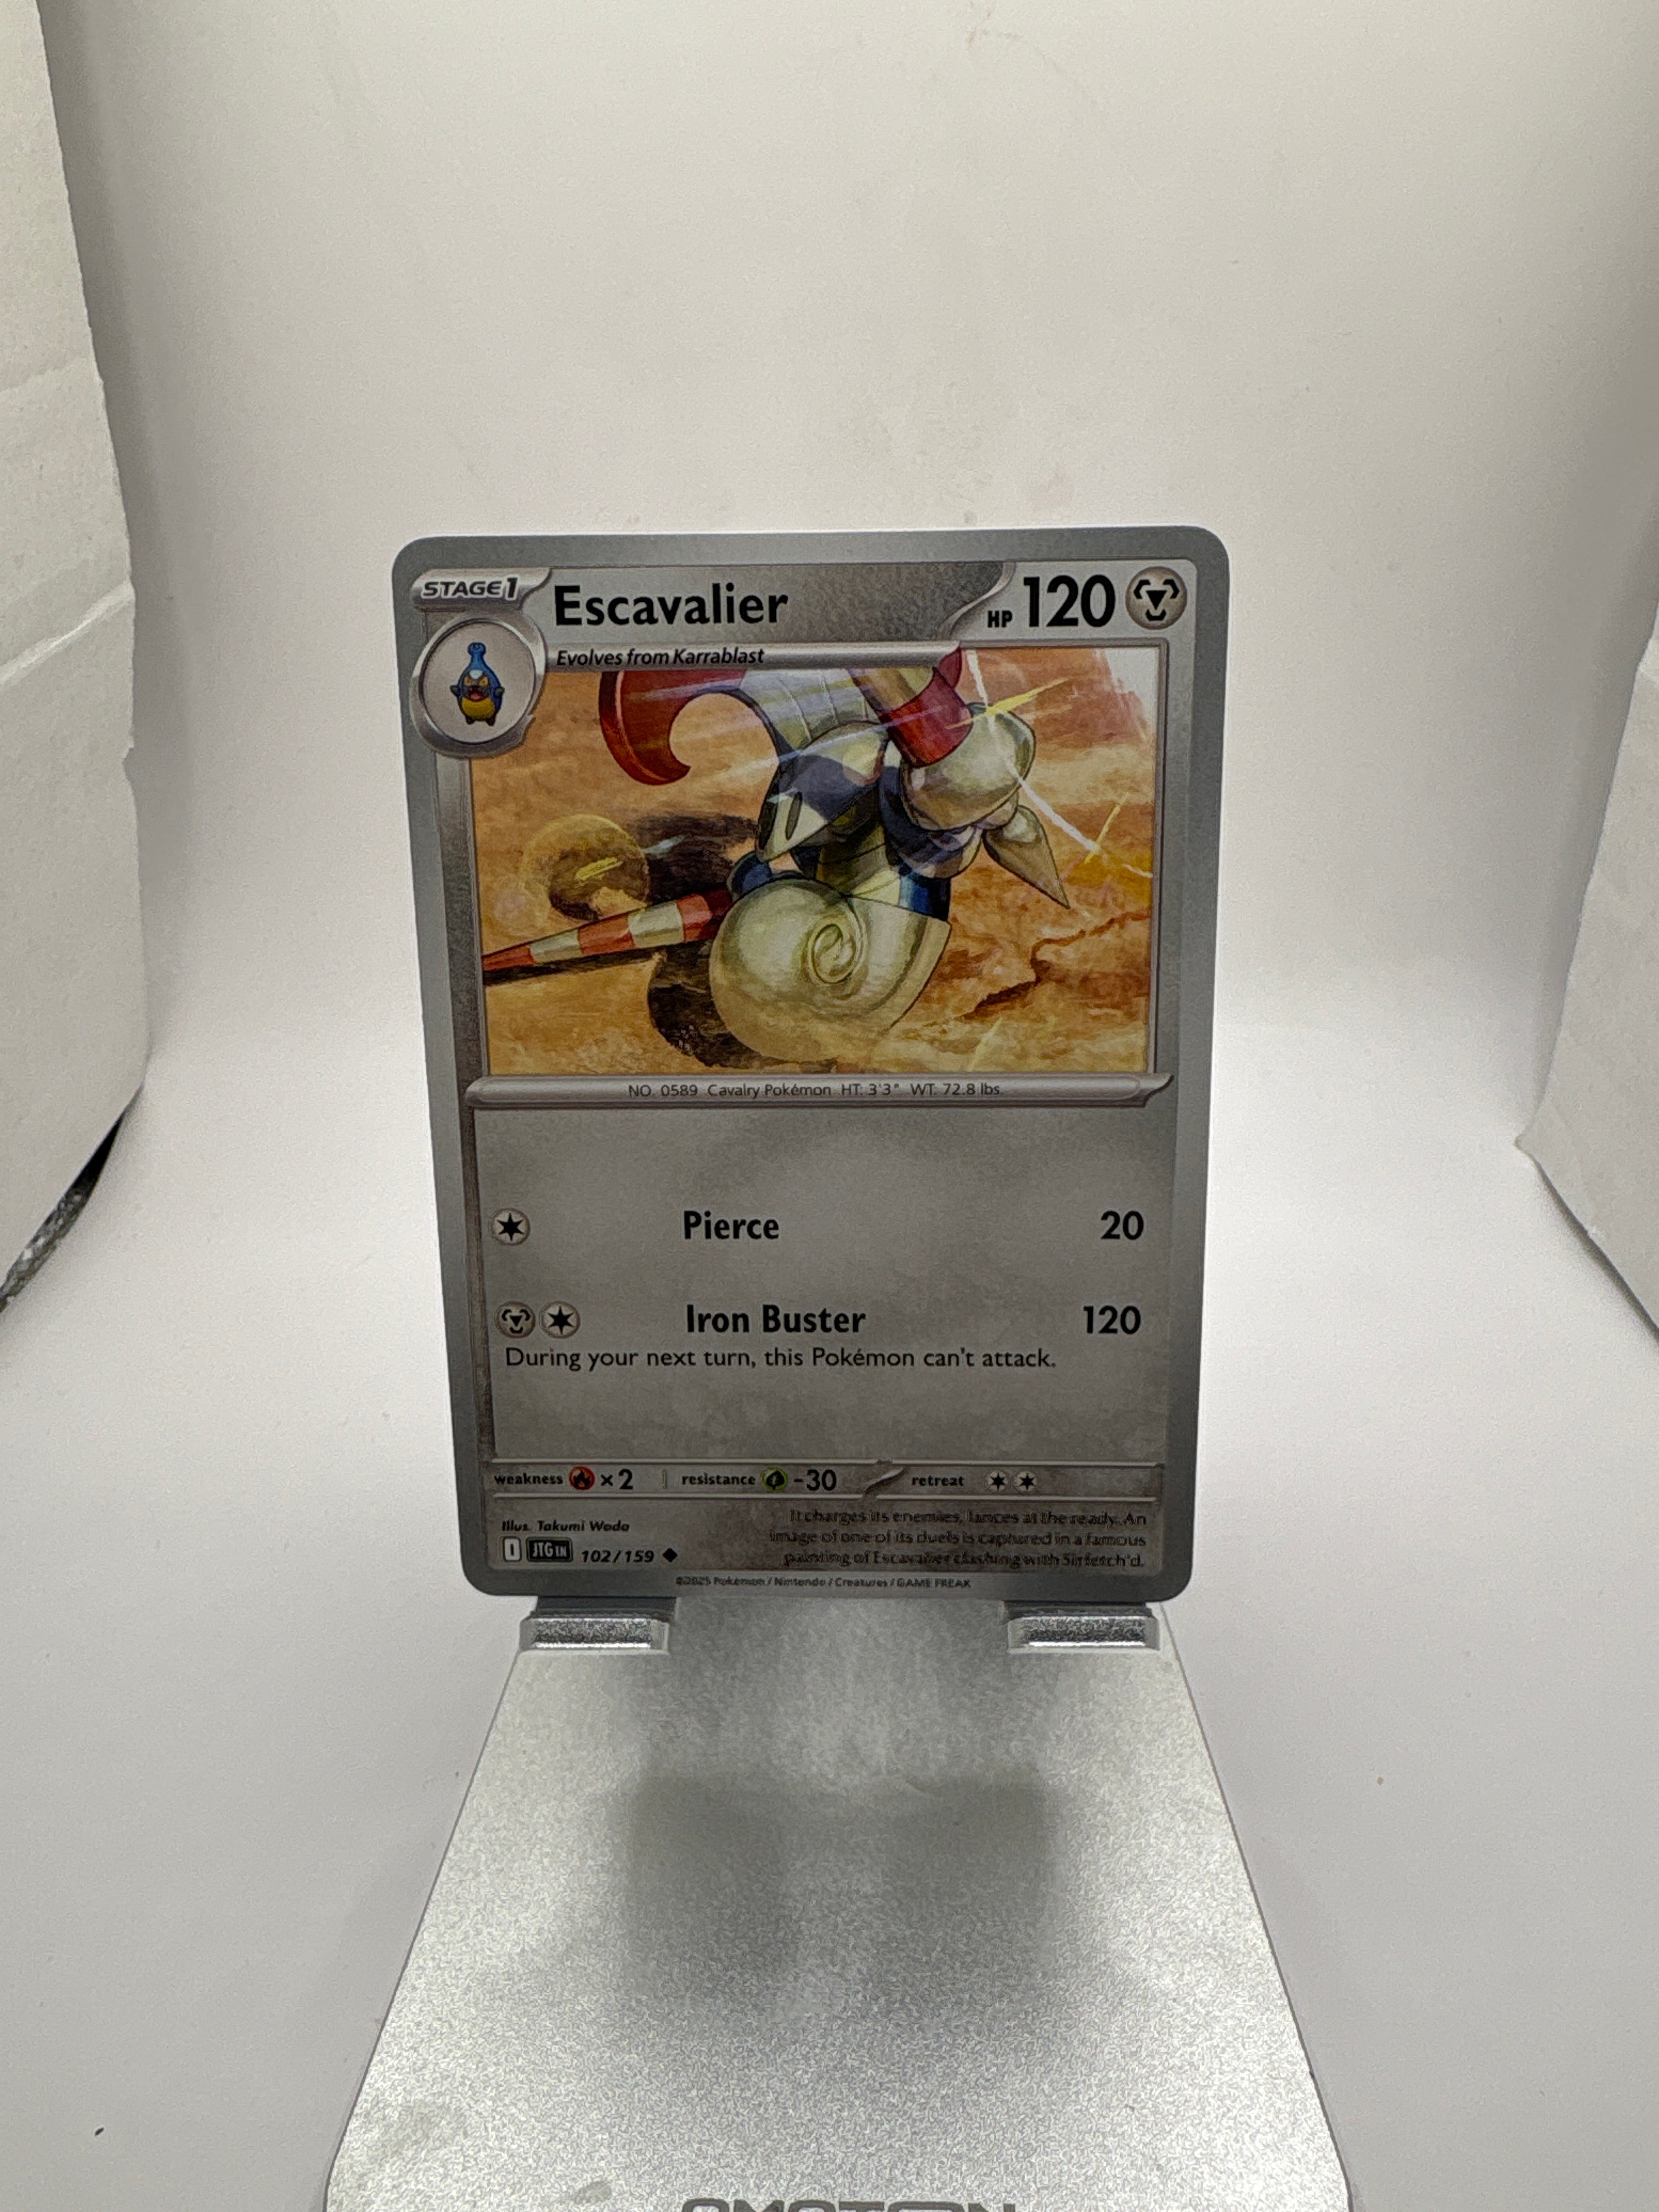 STAGE 1
Escavalier
HP 120
Evolves from Karrablast
NO. 0589 Cavalry Pokémon HT: 3'3" WT: 72.8 lbs.
Pierce 20
Iron Buster 120
During your next turn, this Pokémon can't attack.
weakness ×2 resistance -30 retreat
Illus. Takumi Wada
It charges its enemies, lances at the ready. An
image of one of its duels is captured in a famous
painting of Escavalier clashing with Sirfetch'd.
I JTG EN 102/159
©2025 Pokémon / Nintendo / Creatures / GAME FREAK